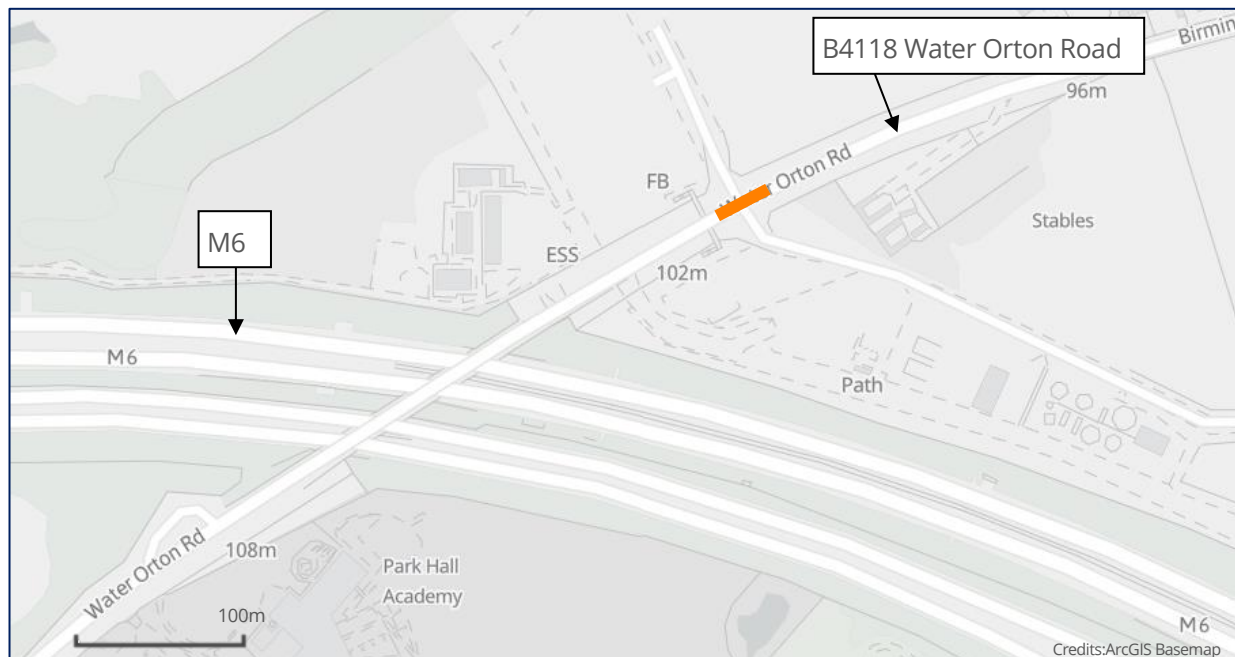 B4118 Water Orton Road
Birmin
96m
Water Orton Rd
FB
Stables
M6
ESS
102m
M6
Path
108m
Park Hall
Academy
Water Orton Rd
100m
M6
Credits:ArcGIS Basemap